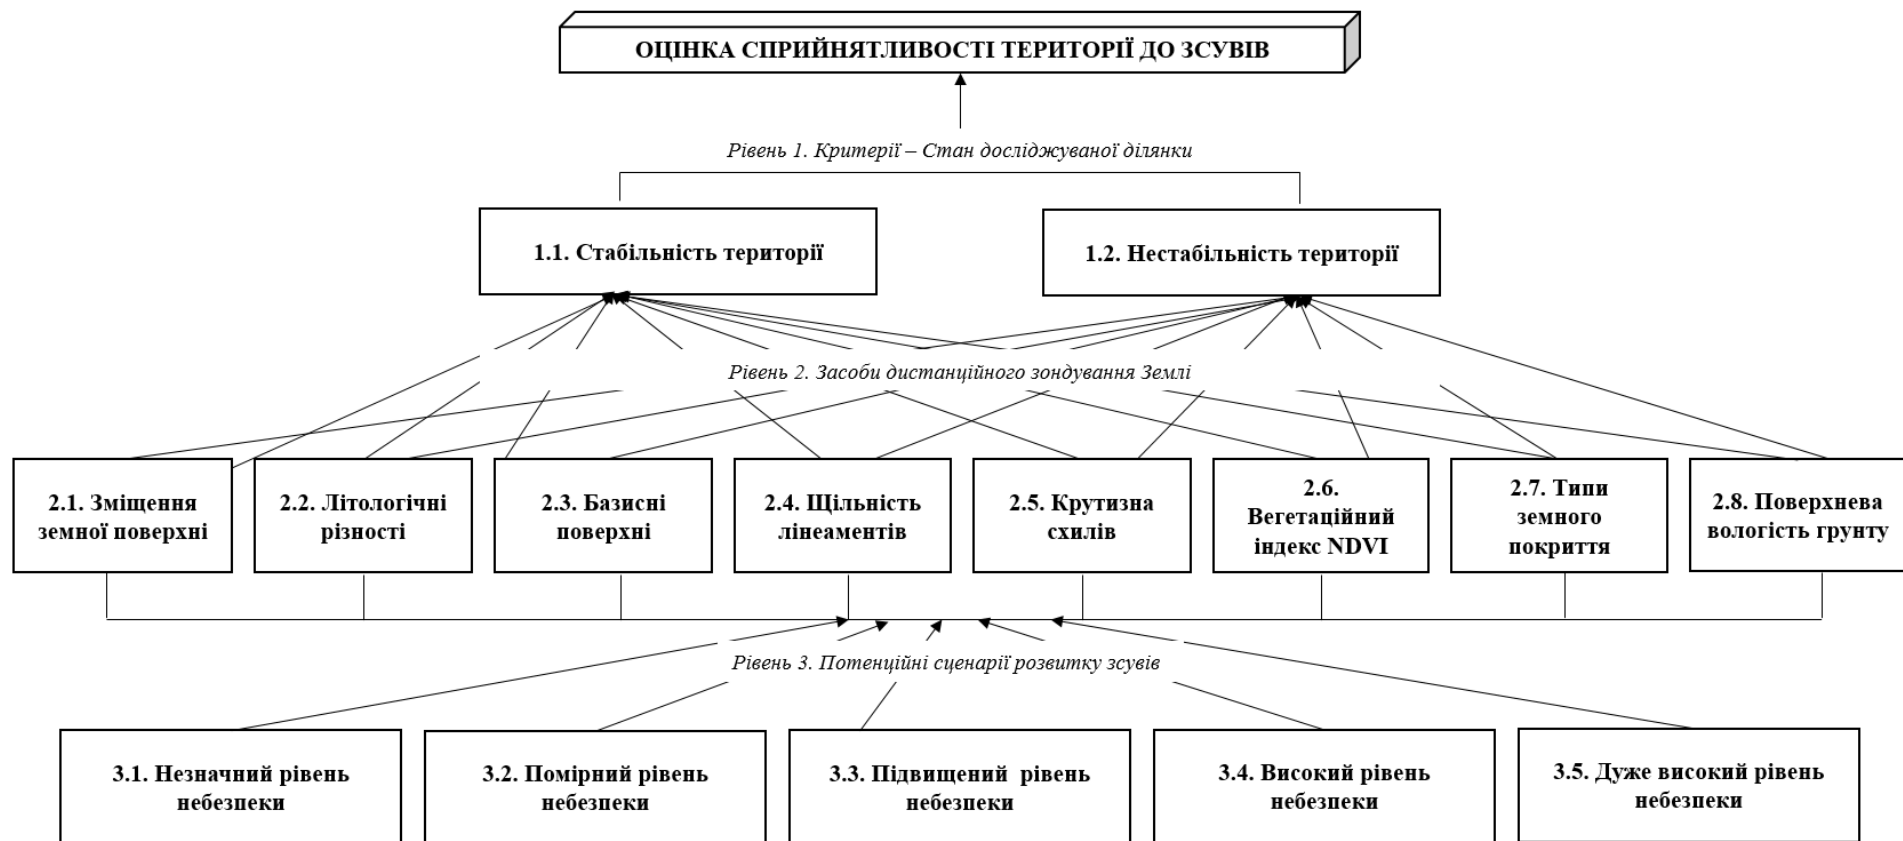 ОЦІНКА СПРИЙНЯТЛИВОСТІ ТЕРИТОРІЇ ДО ЗСУВІВ
Рівень 1. Критерії – Стан досліджуваної ділянки
1.1. Стабільність території
1.2. Нестабільність території
Рівень 2. Засоби дистанційного зондування Землі
2.1. Зміщення
земної поверхні
2.2. Літологічні
різності
2.3. Базисні
поверхні
2.4. Щільність
лінеаментів
2.5. Крутизна
схилів
2.6.
Вегетаційний
індекс NDVI
2.7. Типи
земного
покриття
2.8. Поверхнева
вологість грунту
Рівень 3. Потенційні сценарії розвитку зсувів
3.1. Незначний рівень
небезпеки
3.2. Помірний рівень
небезпеки
3.3. Підвищений рівень
небезпеки
3.4. Високий рівень
небезпеки
3.5. Дуже високий рівень
небезпеки